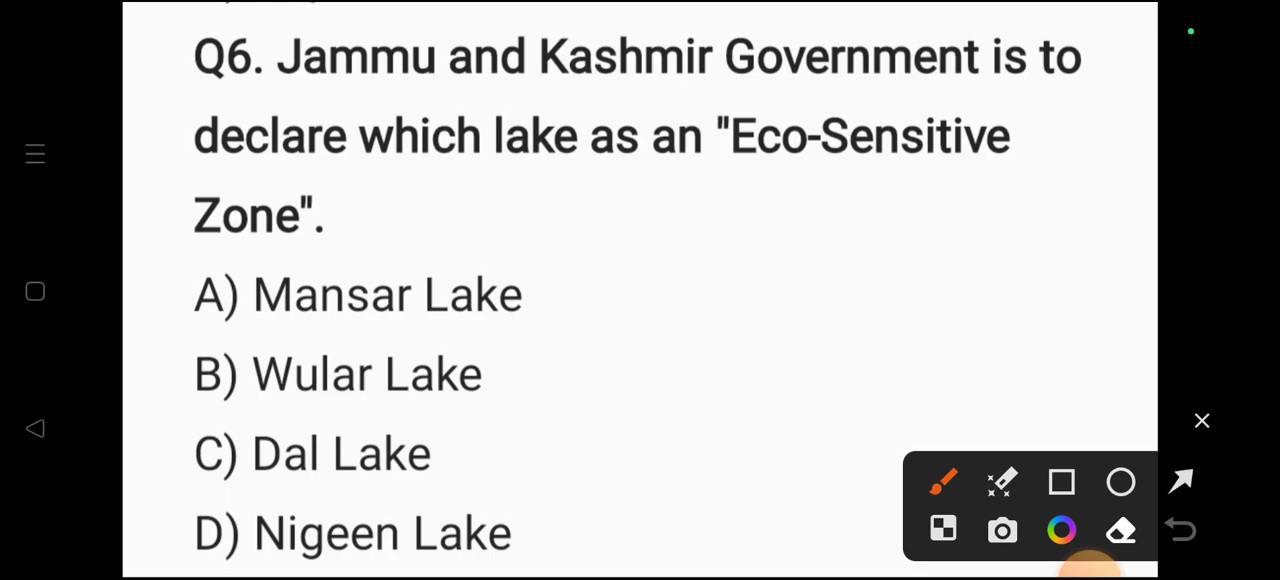 Q6. Jammu and Kashmir Government is to
declare which lake as an "Eco-Sensitive
Zone".
A) Mansar Lake
B) Wular Lake
C) Dal Lake
D) Nigeen Lake